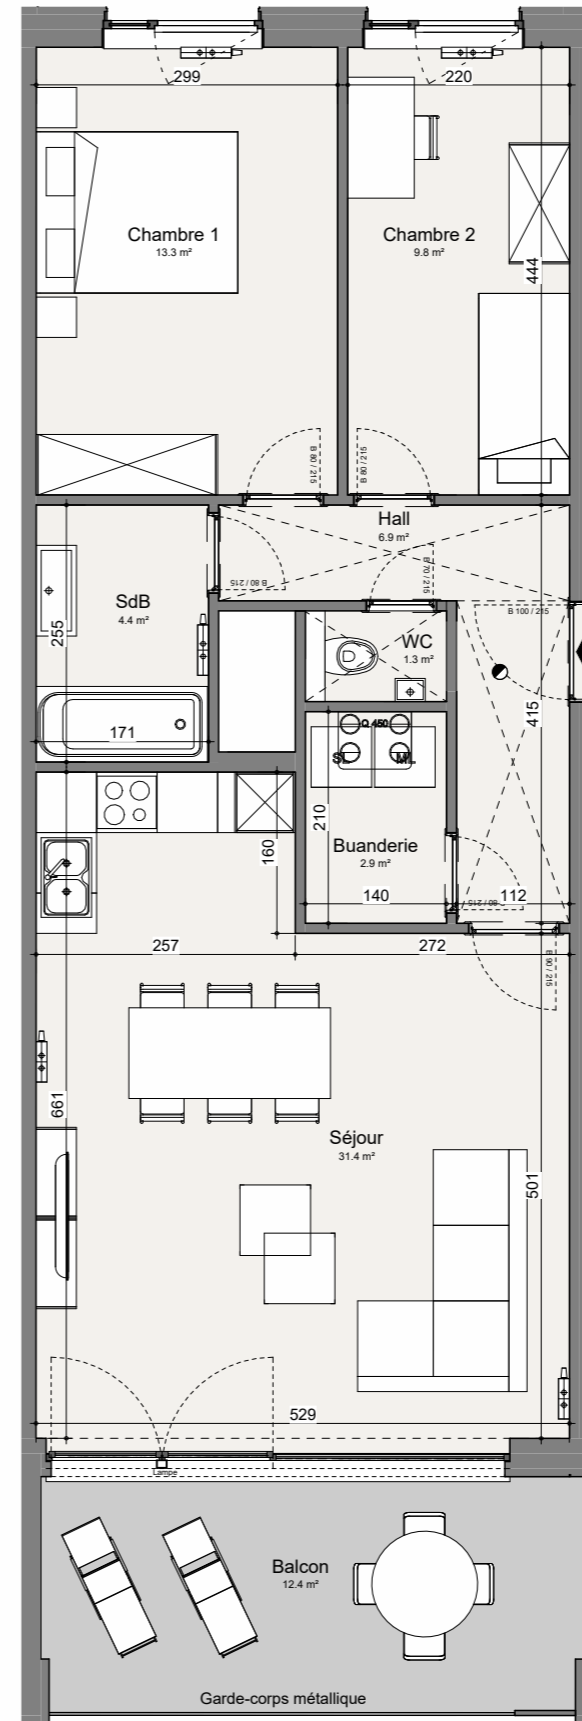 299
220
Chambre 1
13.3 m²
Chambre 2
9.8 m²
444
B 80 / 215
B 80 / 215
Hall
6.9 m²
B 80 / 215
B 70 / 215
B 100 / 215
SdB
4.4 m²
WC
1.3 m²
255
171
415
Q 450
SL
ML
210
Buanderie
2.9 m²
160
140
112
80 / 215
257
272
B 90 / 215
661
Séjour
31.4 m²
501
529
Lampe
Balcon
12.4 m²
Garde-corps métallique